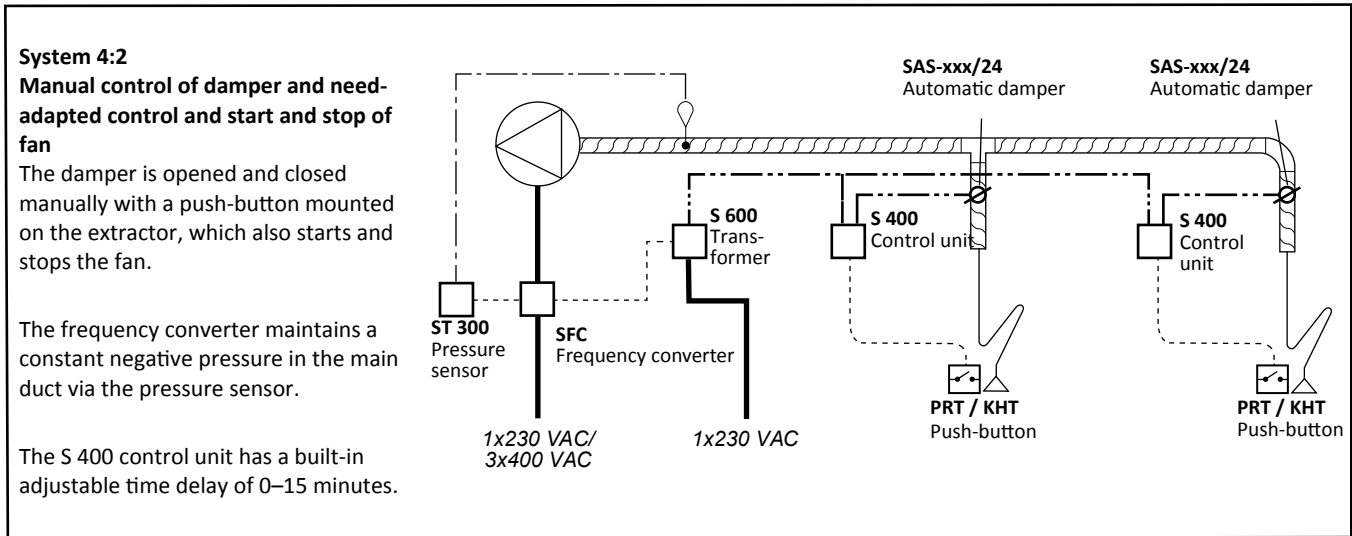 System 4:2
Manual control of damper and need-
adapted control and start and stop of
fan
The damper is opened and closed
manually with a push-button mounted
on the extractor, which also starts and
stops the fan.
The frequency converter maintains a
constant negative pressure in the main
duct via the pressure sensor.
The S 400 control unit has a built-in
adjustable time delay of 0–15 minutes.
SAS-xxx/24
Automatic damper
SAS-xxx/24
Automatic damper
S 600
Trans-
former
S 400
Control unit
S 400
Control
unit
ST 300
Pressure
sensor
SFC
Frequency converter
PRT / KHT
Push-button
PRT / KHT
Push-button
1x230 VAC/
3x400 VAC
1x230 VAC